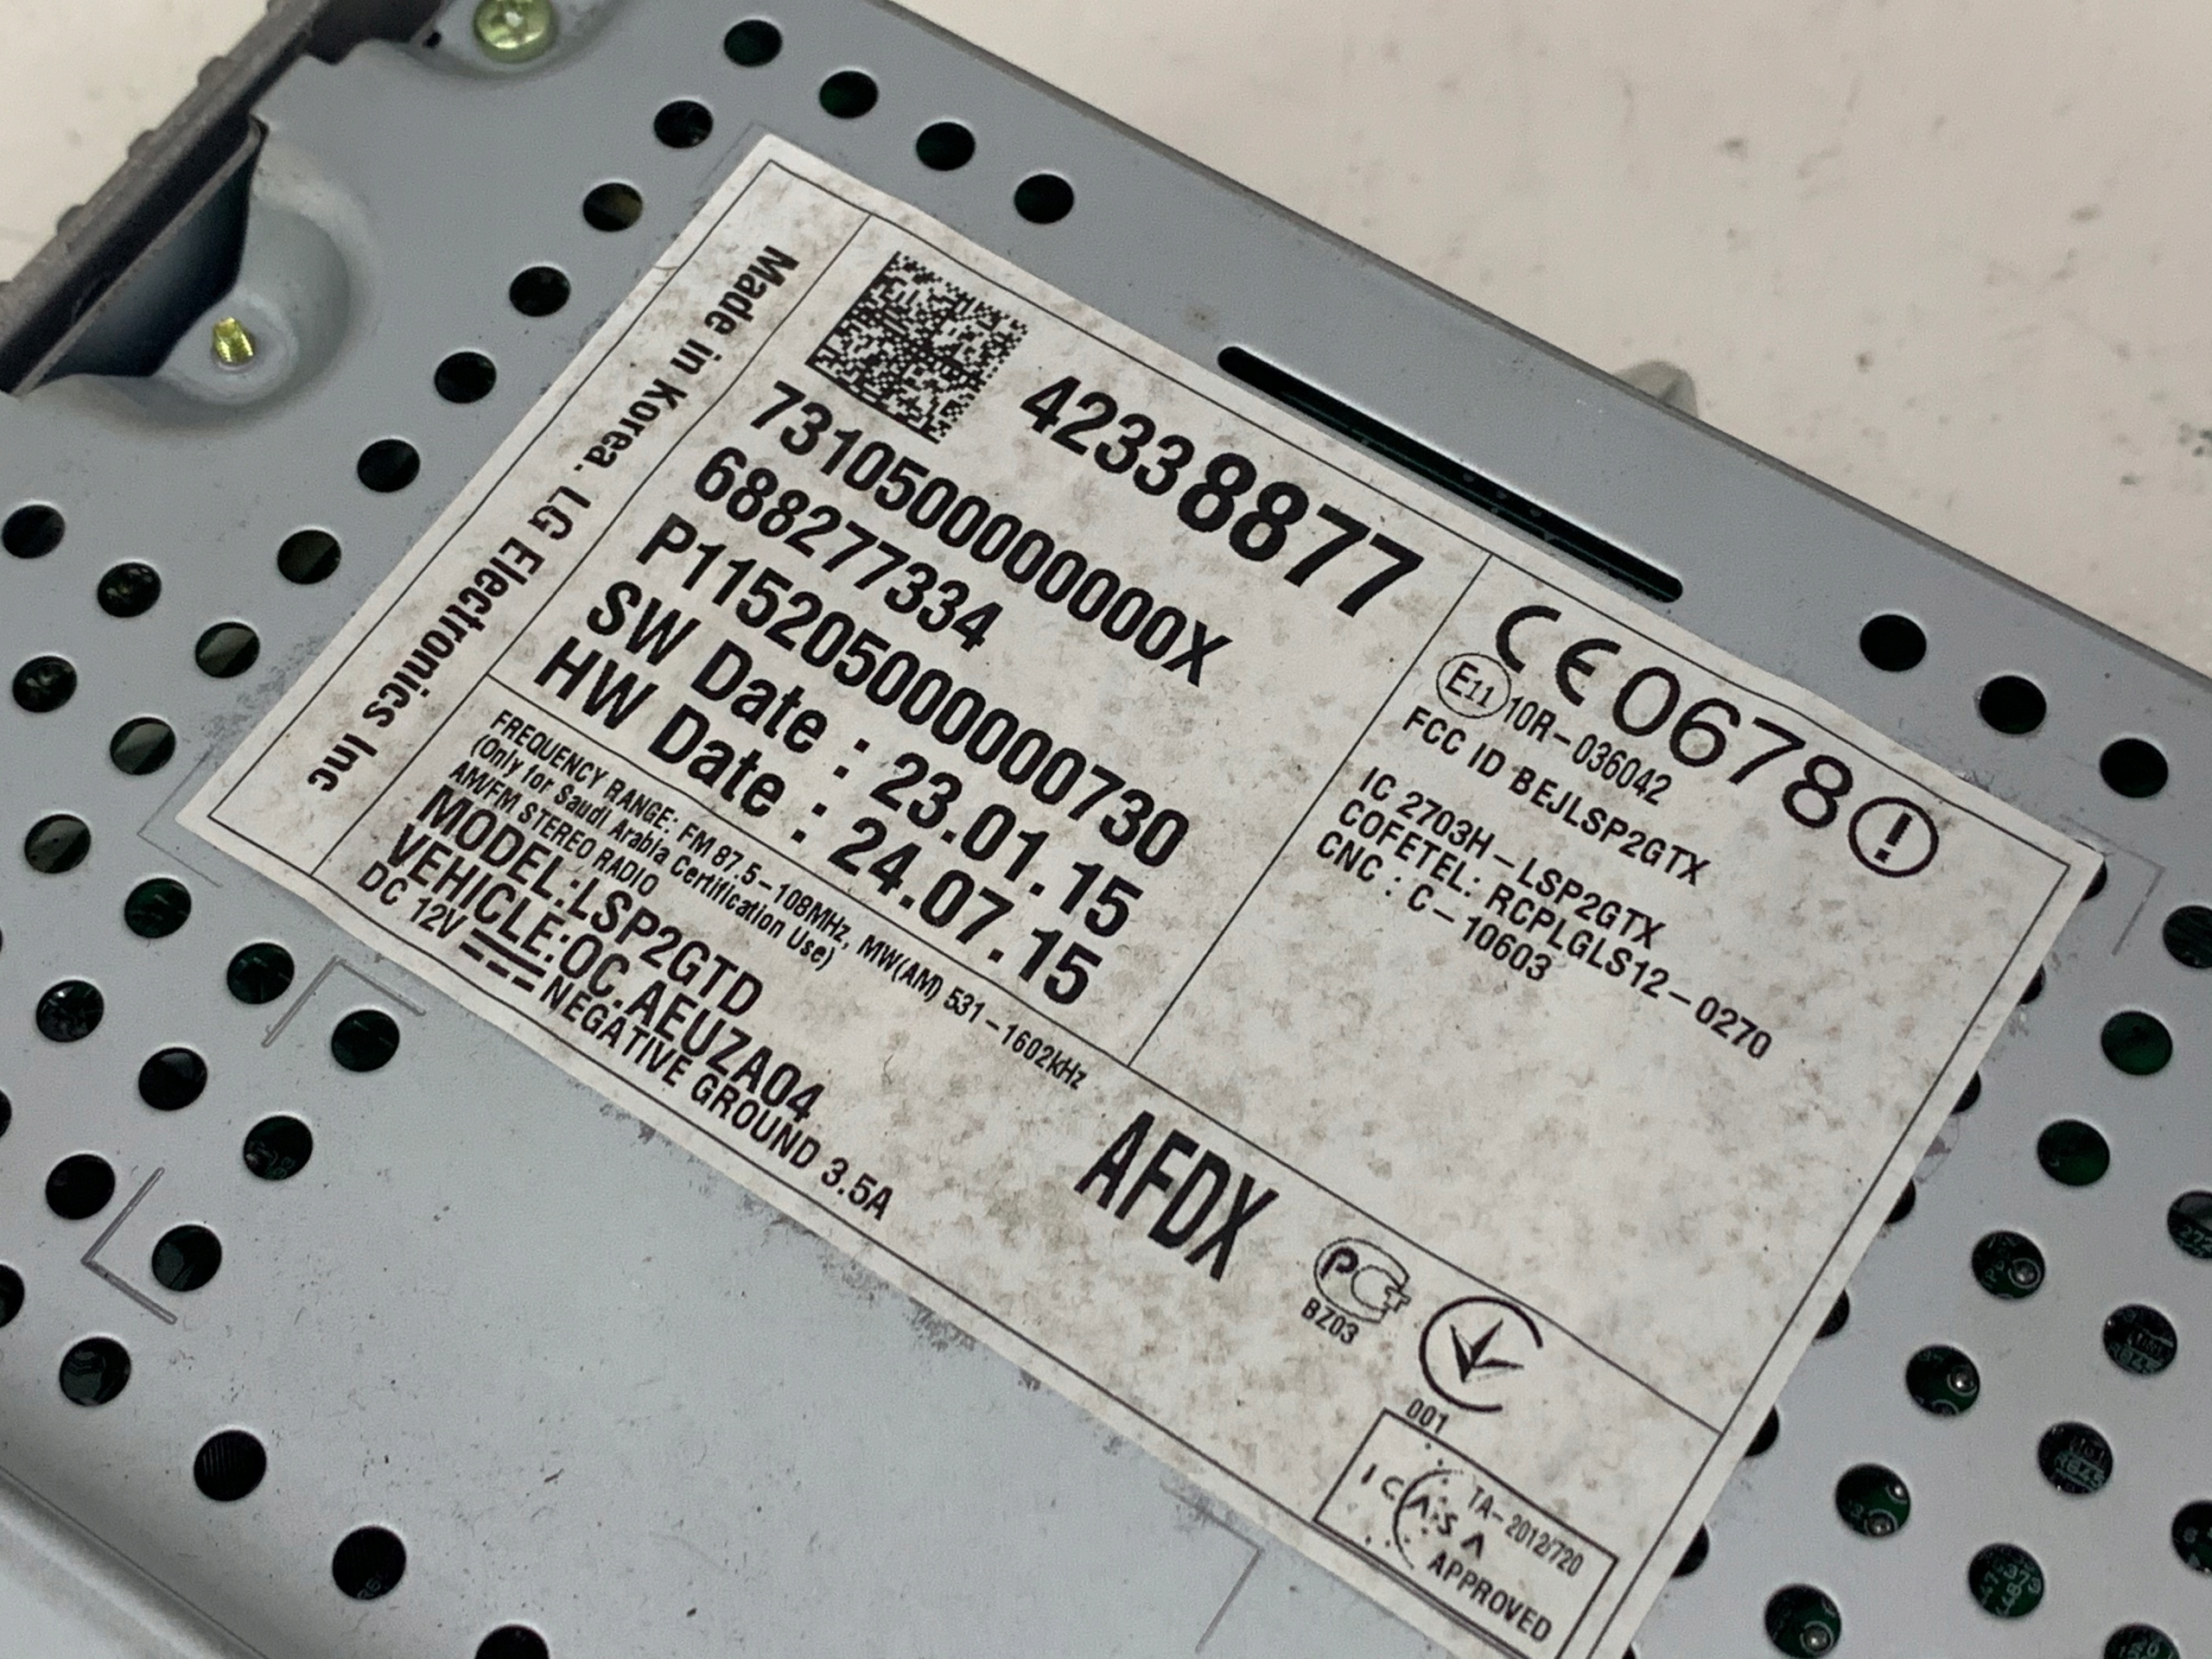 Made in Korea. LG Electronics Inc
42338877
7310500000000X
688277334
P1152050000000730
SW Date : 23.01.15
HW Date : 24.07.15
CE0678
E11 10R-036042
FCC ID BEJLSP2GTX
IC 2703H-LSP2GTX
COFETEL: RCPLGLS12-0270
CNC : C-10603
FREQUENCY RANGE: FM 87.5-108MHz, MW(AM) 531-1602kHz
(Only for Saudi Arabia Certification Use)
AM/FM STEREO RADIO
MODEL:LSP2GTD
VEHICLE:OC.AEUZA04
DC 12V NEGATIVE GROUND 3.5A
AFDX
PCT
BZ03
001
TA-2012/720
ICASA
APPROVED